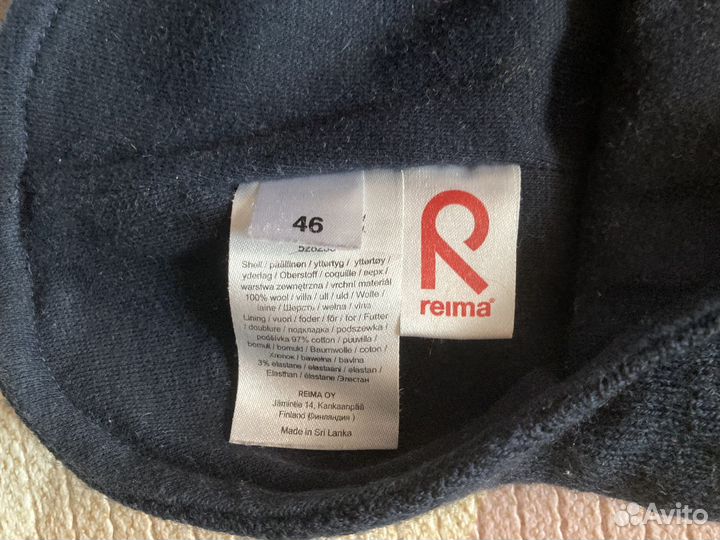 46
Shell / päällinen / yttertyg / yttertøy /
yderlag / Oberstoff / coquille / верх /
warstwa zewnętrzna / vrchní materiál
100% wool / villa / ull / uld / Wolle /
laine / Шерсть / wełna / vlna
Lining / vuori / foder / fôr / for / Futter
/ doublure / подкладка / podszewka /
podšívka 97% cotton / puuvilla /
bomull / bomuld / Baumwolle / coton /
Хлопок / bawełna / bavlna
3% elastane / elastaani / elastan /
Elasthan / élastane /Эластан
REIMA OY
Jämintie 14, Kankaanpää
Finland (Финляндия )
Made in Sri Lanka
reima®
Avito